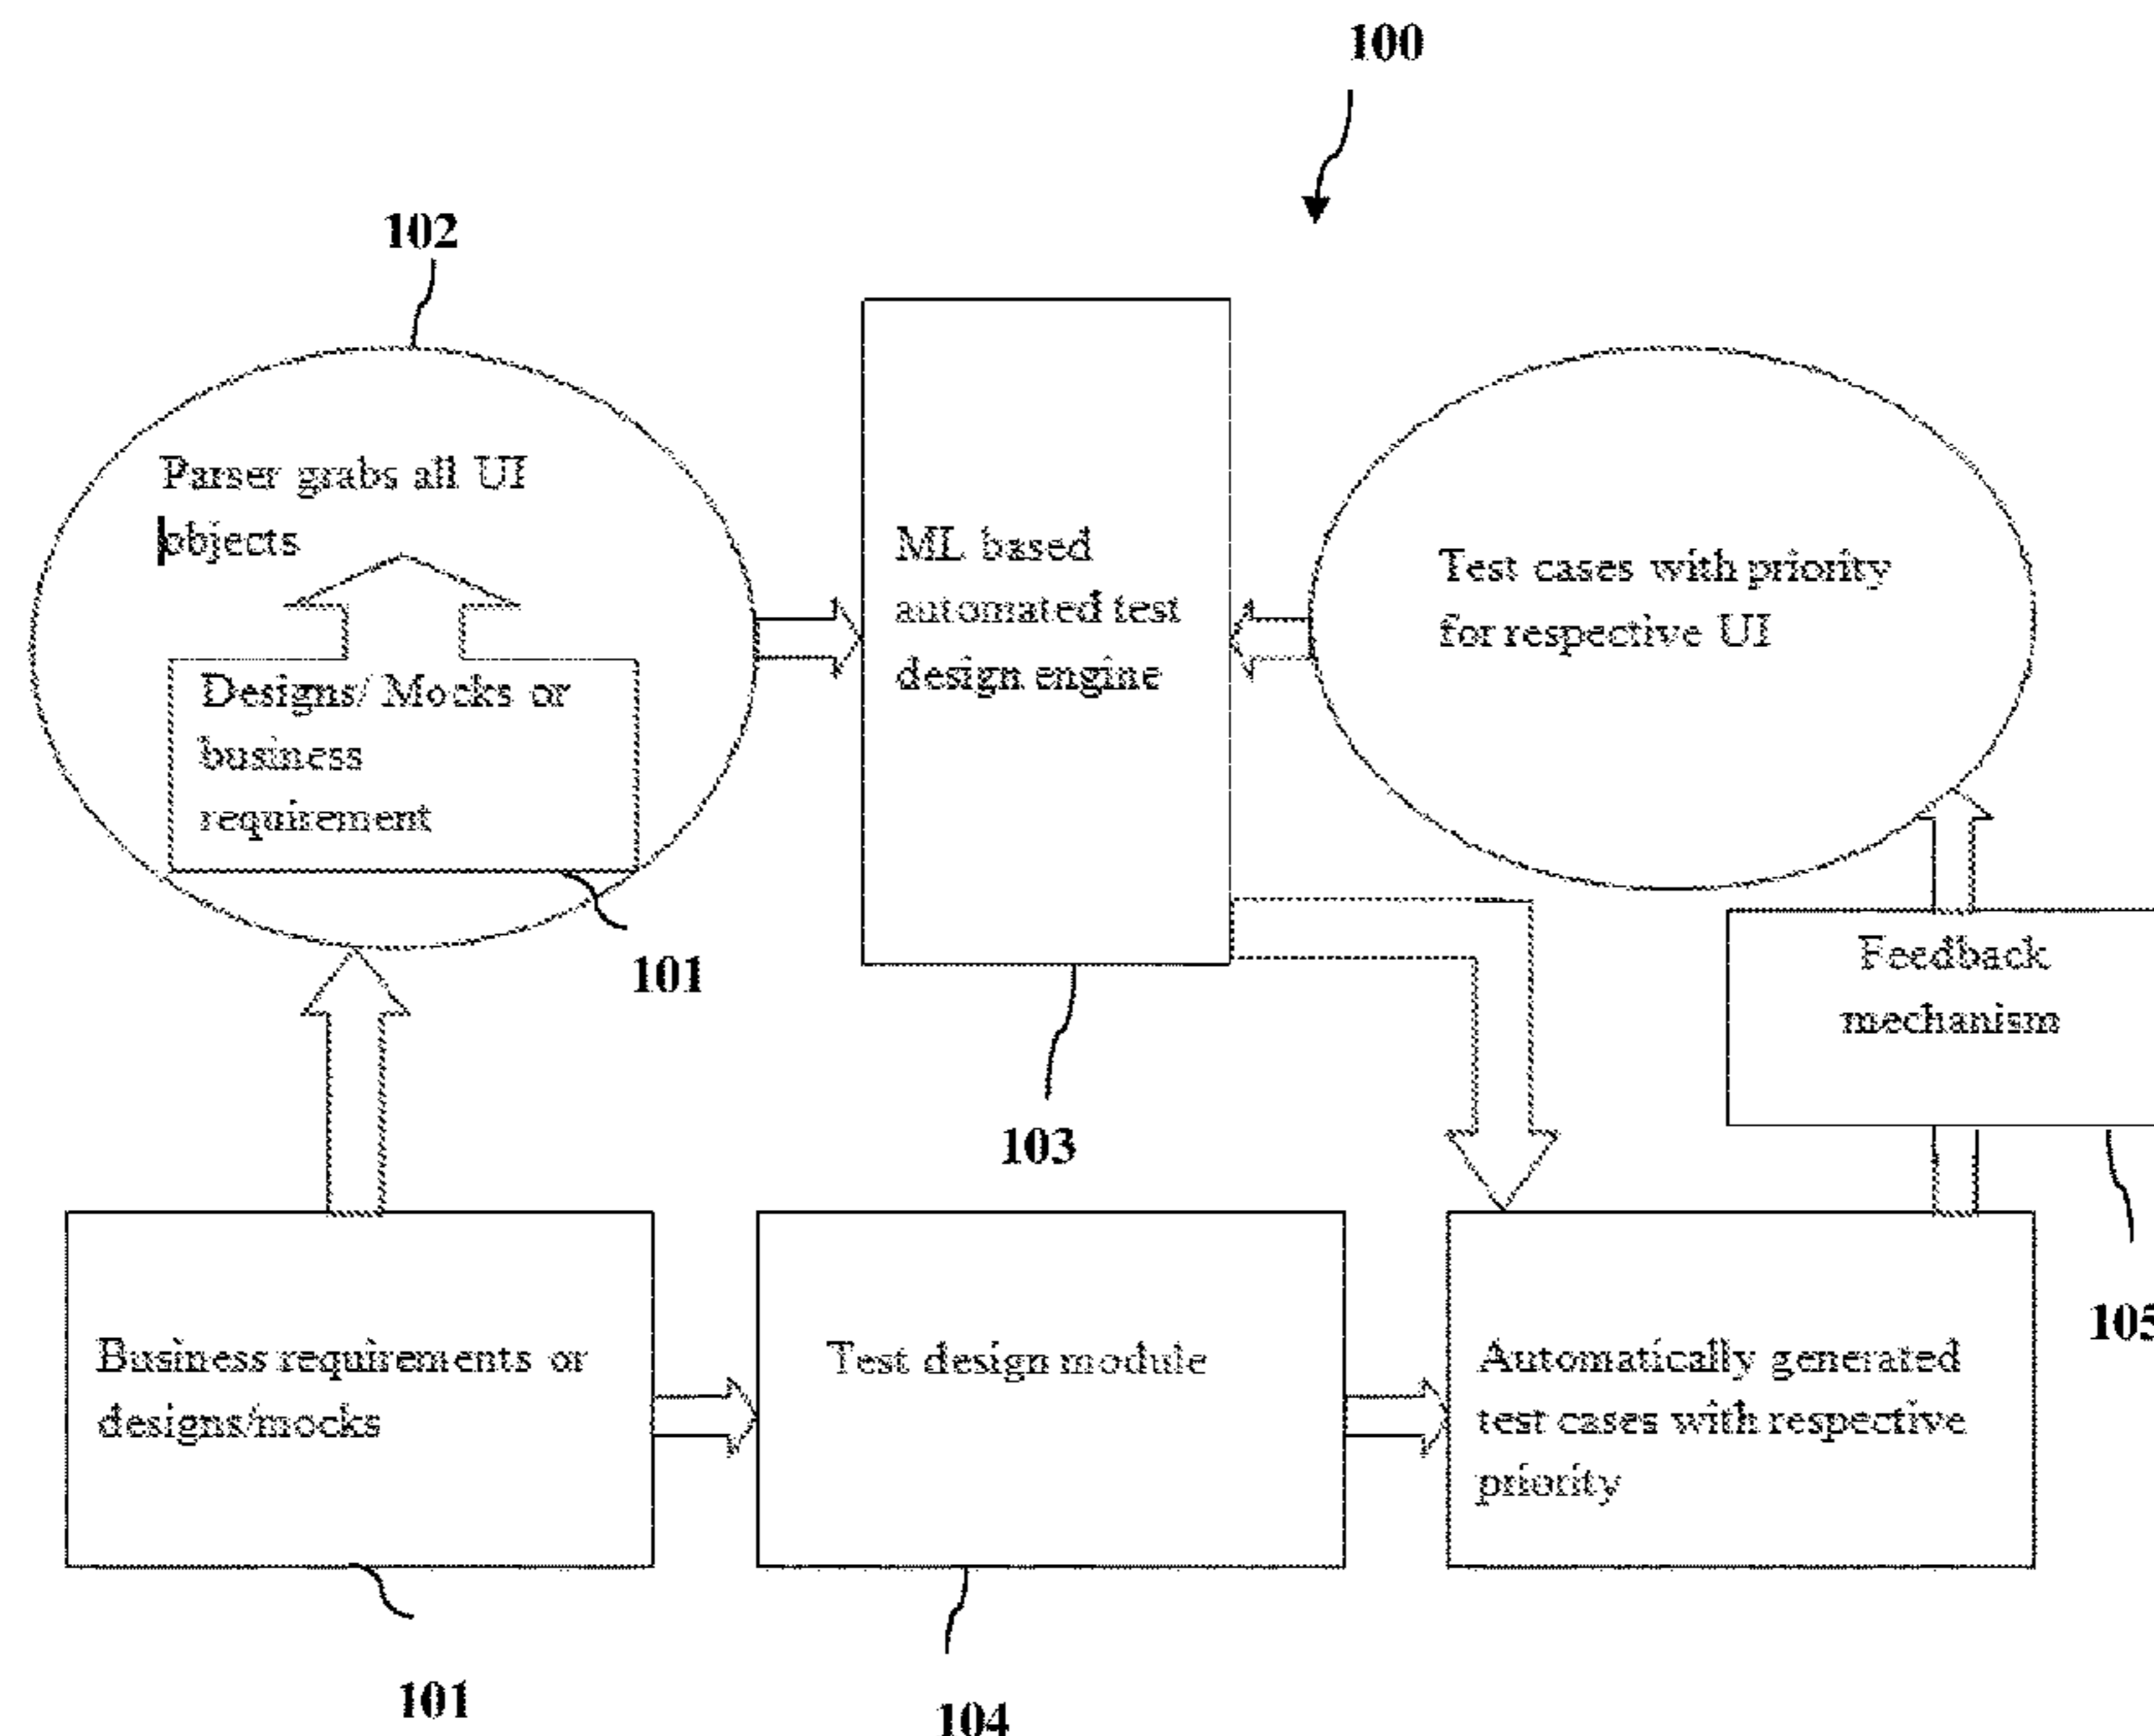 100
102
Parser grabs all UI
objects
Designs/ Mocks or
business
requirement
101
ML based
automated test
design engine
103
Test cases with priority
for respective UI
Feedback
mechanism
105
Business requirements or
designs/mocks
101
Test design module
104
Automatically generated
test cases with respective
priority